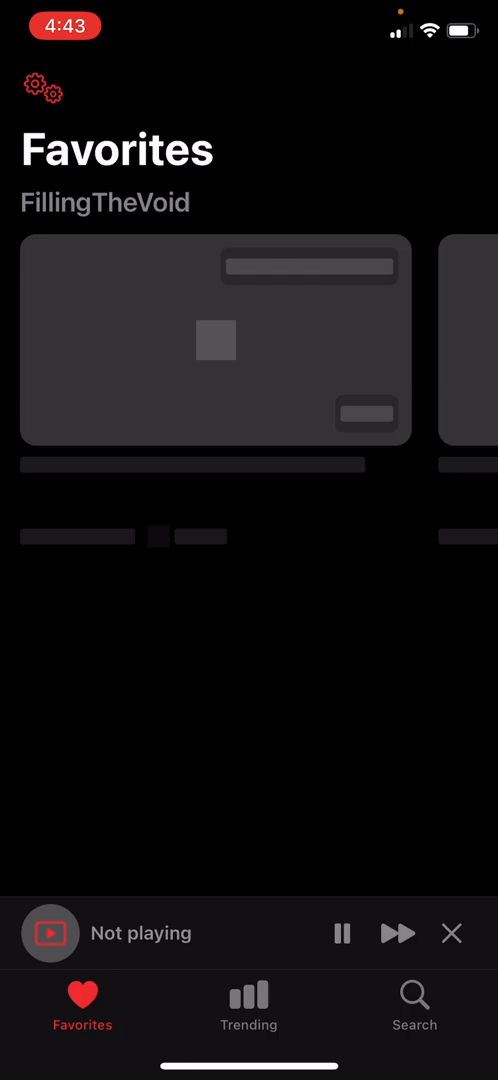 4:43
Favorites
FillingTheVoid
Not playing
Favorites
Trending
Search